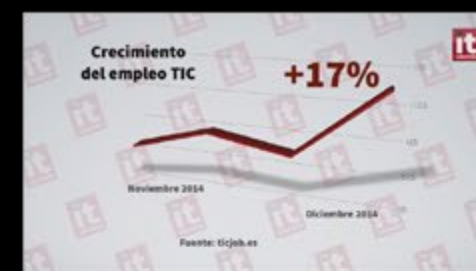 Crecimiento
del empleo TIC
+17%
it
Noviembre 2014
Diciembre 2014
Fuente: ticjob.es